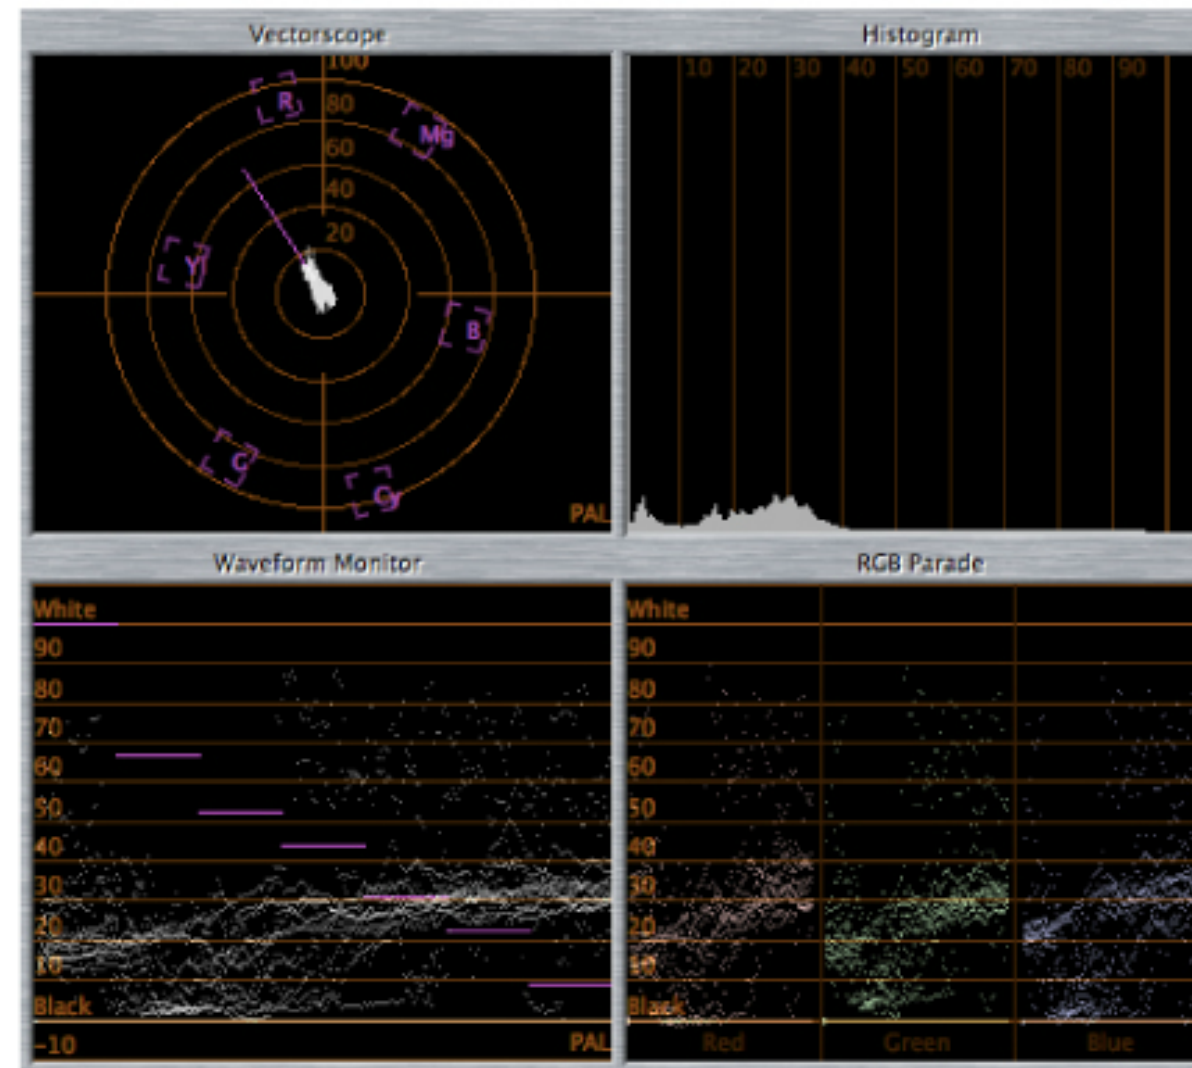 Vectorscope
100
R
80
Mg
60
40
20
Y
B
C
Cy
PAL
Histogram
10 20 30 40 50 60 70 80 90
Waveform Monitor
White
90
80
70
60
50
40
30
20
10
Black
-10
PAL
RGB Parade
White
90
80
70
60
50
40
30
20
10
Black
Red Green Blue